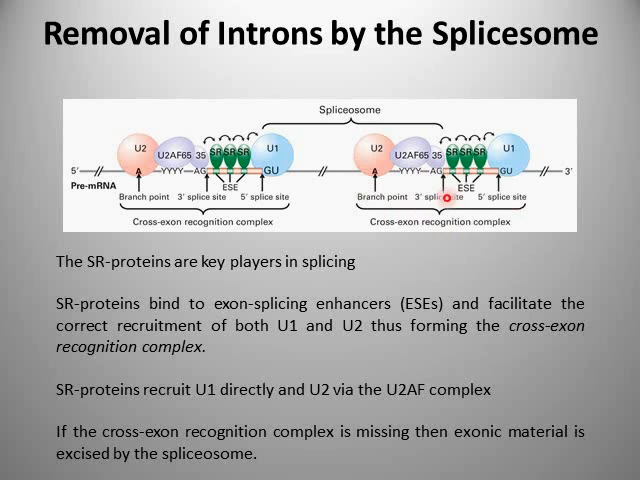 Removal of Introns by the Splicesome
Spliceosome
U2 U2AF65 35 SR SR SR U1 U2 U2AF65 35 SR SR SR U1
5′ A YYYY AG GU A YYYY AG GU 3′
Pre-mRNA ESE ESE
Branch point 3′ splice site 5′ splice site Branch point 3′ 5′ splice site
Cross-exon recognition complex Cross-exon recognition complex
The SR-proteins are key players in splicing
SR-proteins bind to exon-splicing enhancers (ESEs) and facilitate the
correct recruitment of both U1 and U2 thus forming the cross-exon
recognition complex.
SR-proteins recruit U1 directly and U2 via the U2AF complex
If the cross-exon recognition complex is missing then exonic material is
excised by the spliceosome.